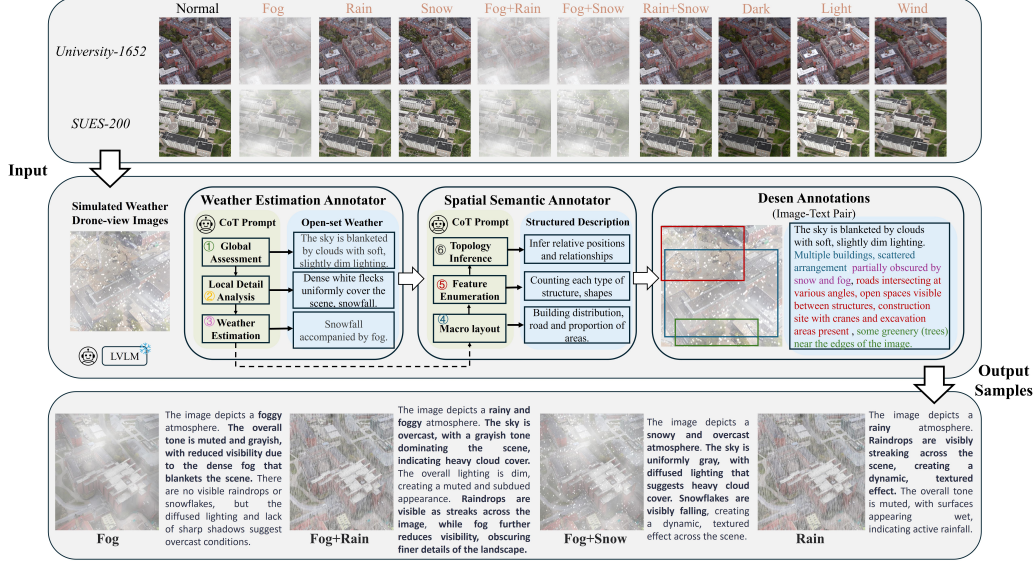 Normal Fog Rain Snow Fog+Rain Fog+Snow Rain+Snow Dark Light Wind
University-1652
SUES-200
Input
Simulated Weather
Drone-view Images
LVLM
Weather Estimation Annotator
CoT Prompt
Open-set Weather
① Global
Assessment
The sky is blanketed
by clouds with soft,
slightly dim lighting.
Local Detail
② Analysis
Dense white flecks
uniformly cover the
scene, snowfall.
③ Weather
Estimation
Snowfall
accompanied by fog.
Spatial Semantic Annotator
CoT Prompt
Structured Description
⑥ Topology
Inference
Infer relative positions
and relationships
⑤ Feature
Enumeration
Counting each type of
structure, shapes
④
Macro layout
Building distribution,
road and proportion of
areas.
Desen Annotations
(Image-Text Pair)
The sky is blanketed by clouds
with soft, slightly dim lighting.
Multiple buildings, scattered
arrangement partially obscured by
snow and fog, roads intersecting at
various angles, open spaces visible
between structures, construction
site with cranes and excavation
areas present , some greenery (trees)
near the edges of the image.
Output
Samples
The image depicts a foggy
atmosphere. The overall
tone is muted and grayish,
with reduced visibility due
to the dense fog that
blankets the scene. There
are no visible raindrops or
snowflakes, but the
diffused lighting and lack
of sharp shadows suggest
overcast conditions.
Fog
The image depicts a rainy and
foggy atmosphere. The sky is
overcast, with a grayish tone
dominating the scene,
indicating heavy cloud cover.
The overall lighting is dim,
creating a muted and subdued
appearance. Raindrops are
visible as streaks across the
image, while fog further
reduces visibility, obscuring
finer details of the landscape.
Fog+Rain
The image depicts a
snowy and overcast
atmosphere. The sky is
uniformly gray, with
diffused lighting that
suggests heavy cloud
cover. Snowflakes are
visibly falling, creating
a dynamic, textured
effect across the scene.
Fog+Snow
The image depicts a
rainy atmosphere.
Raindrops are visibly
streaking across the
scene, creating a
dynamic, textured
effect. The overall tone
is muted, with surfaces
appearing wet,
indicating active rainfall.
Rain